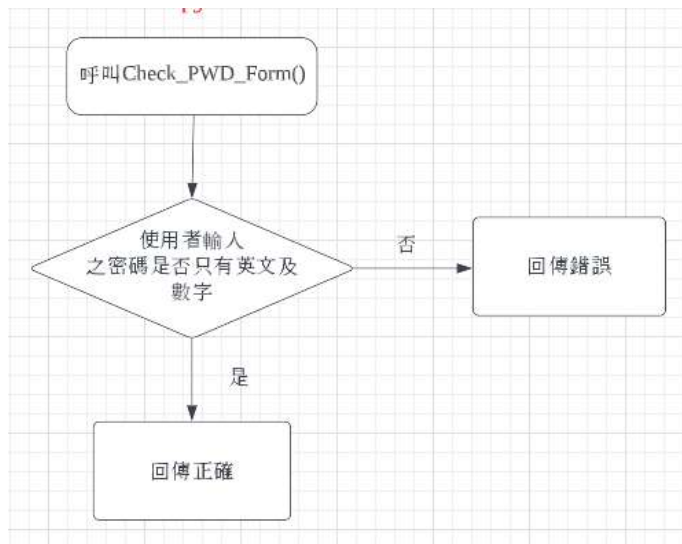 呼叫Check_PWD_Form()
使用者輸入
之密碼是否只有英文及
數字
否
回傳錯誤
是
回傳正確